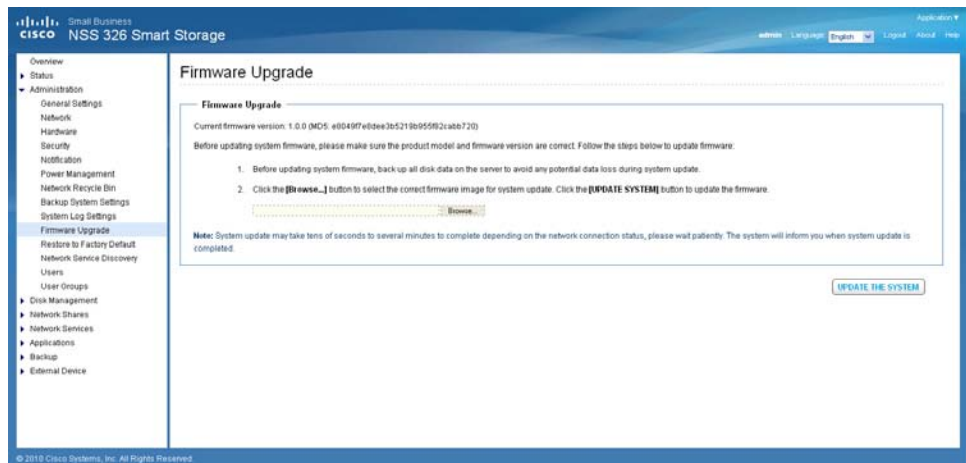 Small Business
CISCO NSS 326 Smart Storage
Application
admin Language: English Logout About Help
Overview
Status
Administration
General Settings
Network
Hardware
Security
Notification
Power Management
Network Recycle Bin
Backup System Settings
System Log Settings
Firmware Upgrade
Restore to Factory Default
Network Service Discovery
Users
User Groups
Disk Management
Network Shares
Network Services
Applications
Backup
External Device
Firmware Upgrade
Firmware Upgrade
Current firmware version: 1.0.0 (MD5: e8049f7e8dee3b5219b955f82cabb720)
Before updating system firmware, please make sure the product model and firmware version are correct. Follow the steps below to update firmware:
1. Before updating system firmware, back up all disk data on the server to avoid any potential data loss during system update.
2. Click the [Browse...] button to select the correct firmware image for system update. Click the [UPDATE SYSTEM] button to update the firmware.
Browse...
Note: System update may take tens of seconds to several minutes to complete depending on the network connection status, please wait patiently. The system will inform you when system update is
completed.
UPDATE THE SYSTEM
© 2010 Cisco Systems, Inc. All Rights Reserved.